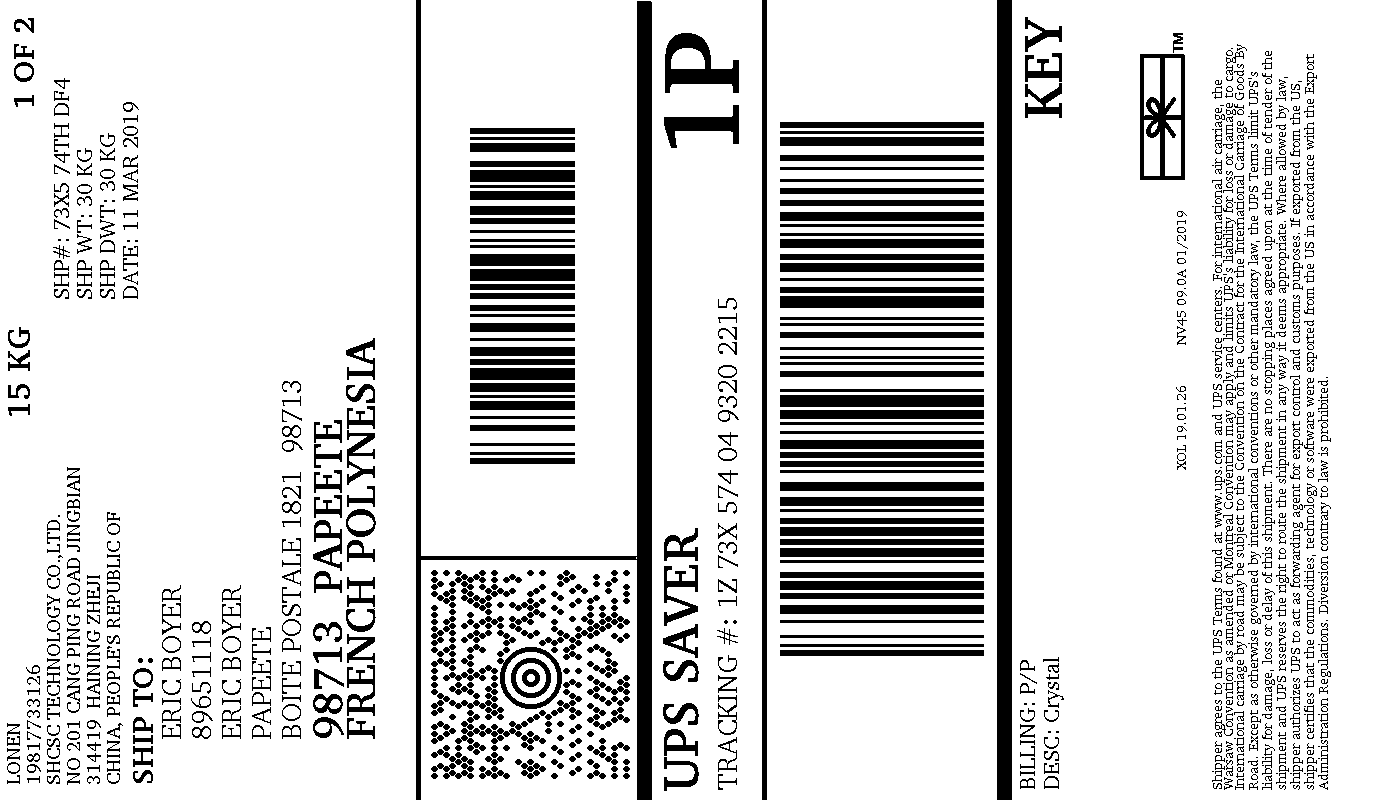 LONEN
19817733126
SHCSC TECHNOLOGY CO.,LTD.
NO 201 CANG PING ROAD JINGBIAN
314419 HAINING ZHEJI
CHINA, PEOPLE'S REPUBLIC OF
15 KG
1 OF 2
SHP#: 73X5 74TH DF4
SHP WT: 30 KG
SHP DWT: 30 KG
DATE: 11 MAR 2019
SHIP TO:
ERIC.BOYER
89651118
ERIC.BOYER
PAPEETE
BOITE POSTALE 1821 98713
98713 PAPEETE
FRENCH POLYNESIA
UPS SAVER
1P
TRACKING #: 1Z 73X 574 04 9320 2215
KEY
BILLING: P/P
DESC: Crystal
TM
XOL 19.01.26 NV45 09.0A 01/2019
Shipper agrees to the UPS Terms found at www.ups.com and UPS service centers. For international air carriage, the
Warsaw Convention as amended or Montreal Convention may apply and limits UPS's liability for loss or damage to cargo.
International carriage by road may be subject to the Convention on the Contract for the International Carriage of Goods By
Road. Except as otherwise governed by international conventions or other mandatory law, the UPS Terms limit UPS's
liability for damage, loss or delay of this shipment. There are no stopping places agreed upon at the time of tender of the
shipment and UPS reserves the right to route the shipment in any way it deems appropriate. Where allowed by law,
shipper authorizes UPS to act as forwarding agent for export control and customs purposes. If exported from the US,
shipper certifies that the commodities, technology or software were exported from the US in accordance with the Export
Administration Regulations. Diversion contrary to law is prohibited.